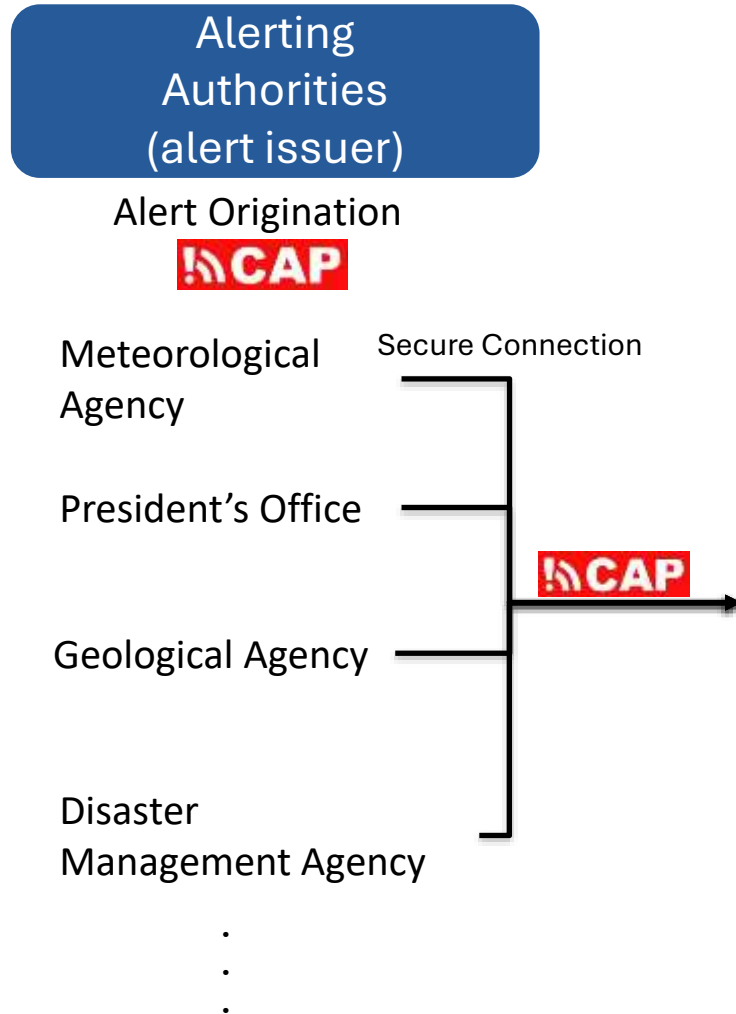 Alerting
Authorities
(alert issuer)
Alert Origination
CAP
Meteorological
Agency
Secure Connection
President’s Office
CAP
Geological Agency
Disaster
Management Agency
.
.
.